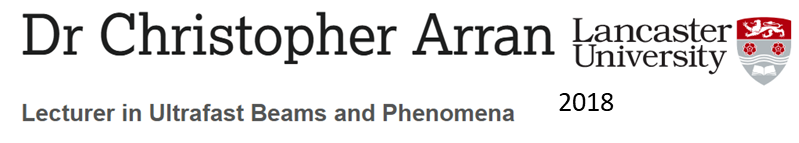 Dr Christopher Arran
Lancaster
University
Lecturer in Ultrafast Beams and Phenomena
2018